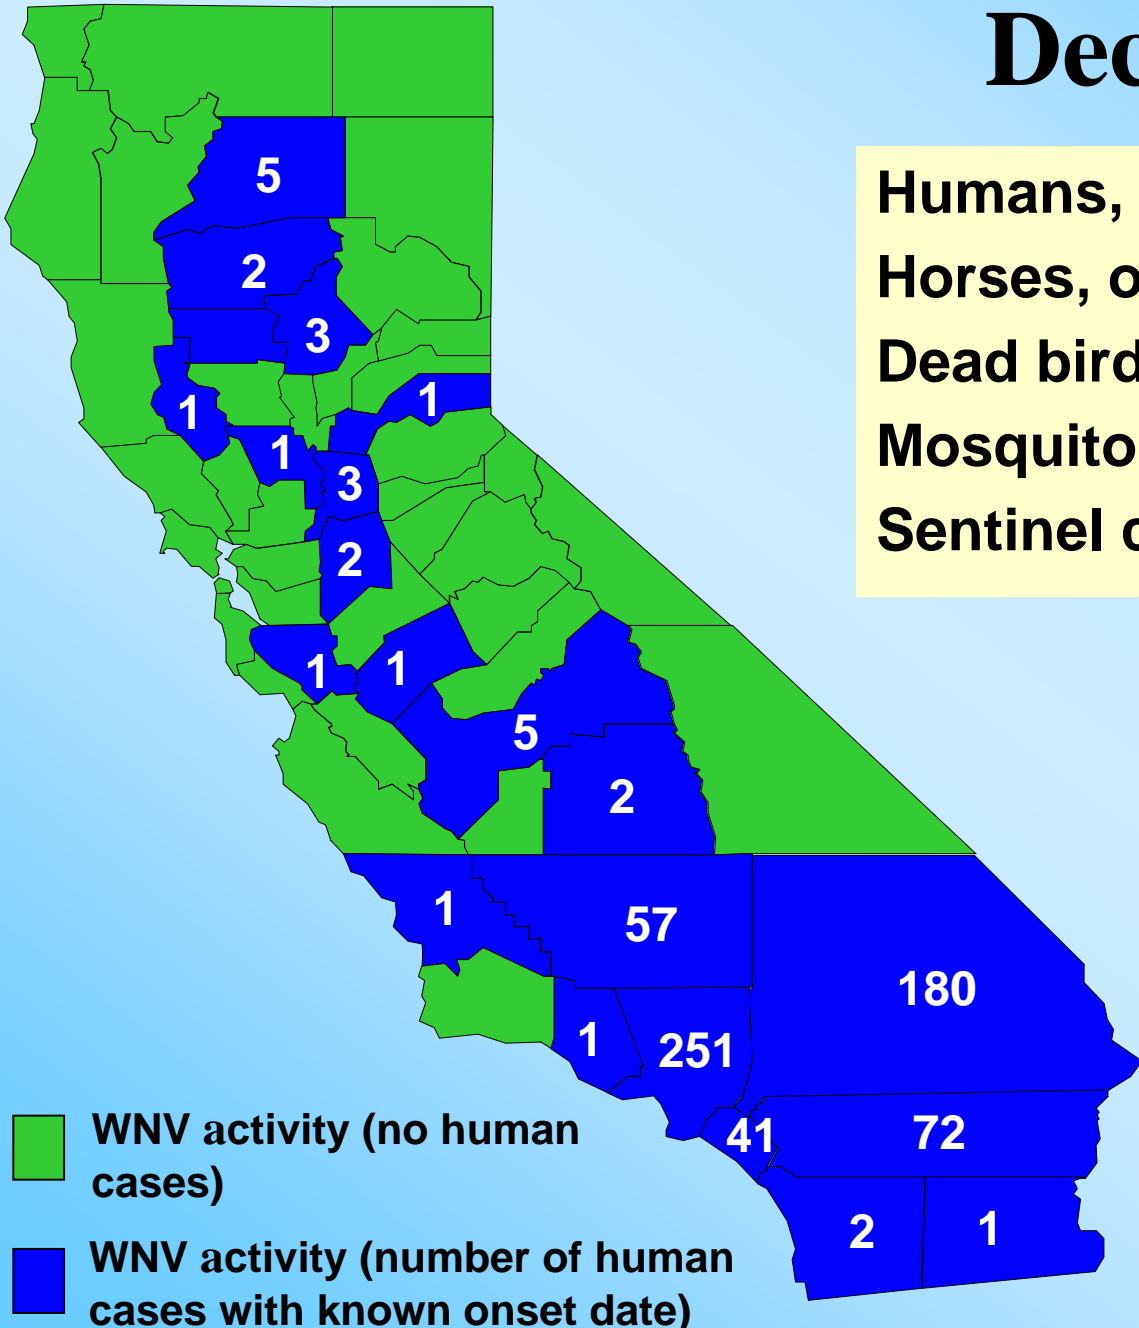 Dec
Humans,
Horses, o
Dead bird
Mosquito
Sentinel c
5
2
3
1
1
1
3
2
1
1
5
2
1
57
180
1
251
41
72
2
1
WNV activity (no human
cases)
WNV activity (number of human
cases with known onset date)